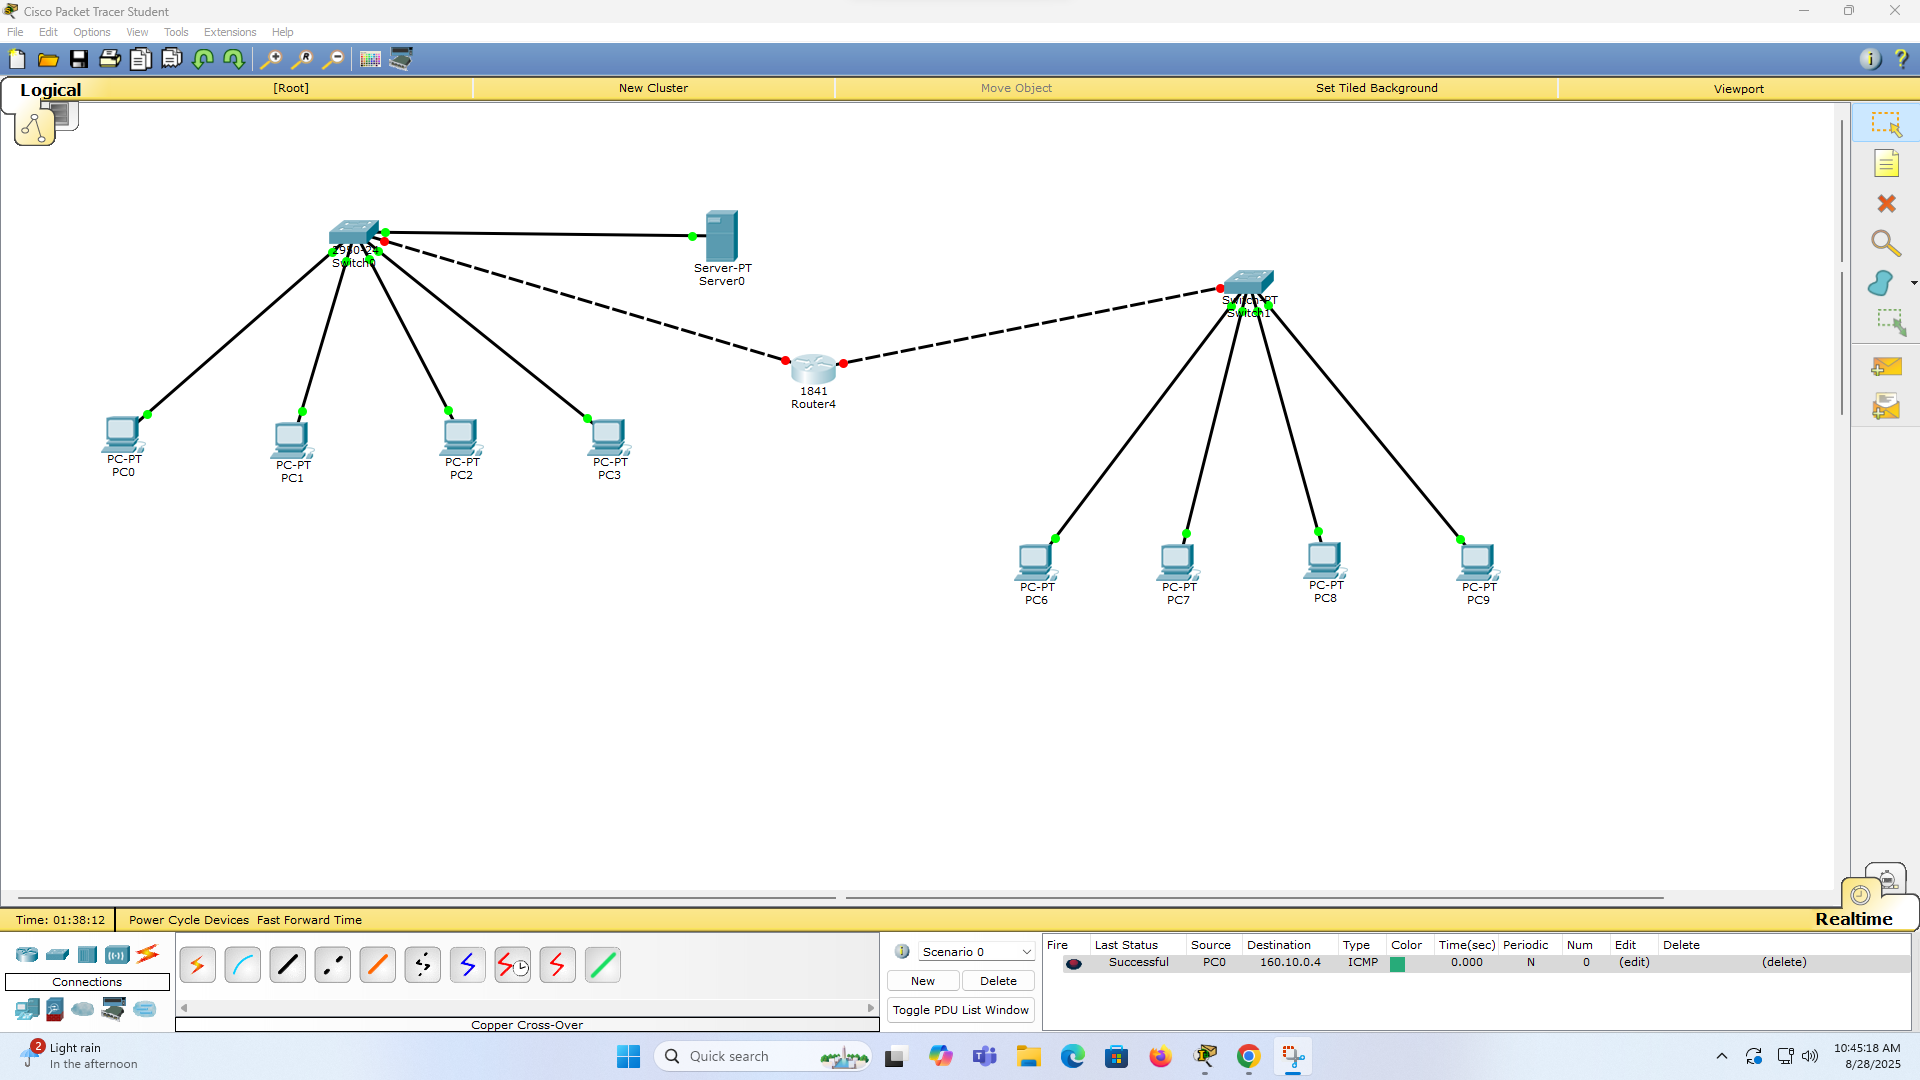 Cisco Packet Tracer Student
File Edit Options View Tools Extensions Help
Logical [Root] New Cluster Move Object Set Tiled Background Viewport
2950-24
Switch0
Server-PT
Server0
Switch-PT
Switch1
1841
Router4
PC-PT
PC0
PC-PT
PC1
PC-PT
PC2
PC-PT
PC3
PC-PT
PC6
PC-PT
PC7
PC-PT
PC8
PC-PT
PC9
Time: 01:38:12 Power Cycle Devices Fast Forward Time Realtime
Connections
Copper Cross-Over
Scenario 0
New Delete
Toggle PDU List Window
Fire Last Status Source Destination Type Color Time(sec) Periodic Num Edit Delete
Successful PC0 160.10.0.4 ICMP 0.000 N 0 (edit) (delete)
2
Light rain
In the afternoon
Quick search
10:45:18 AM
8/28/2025